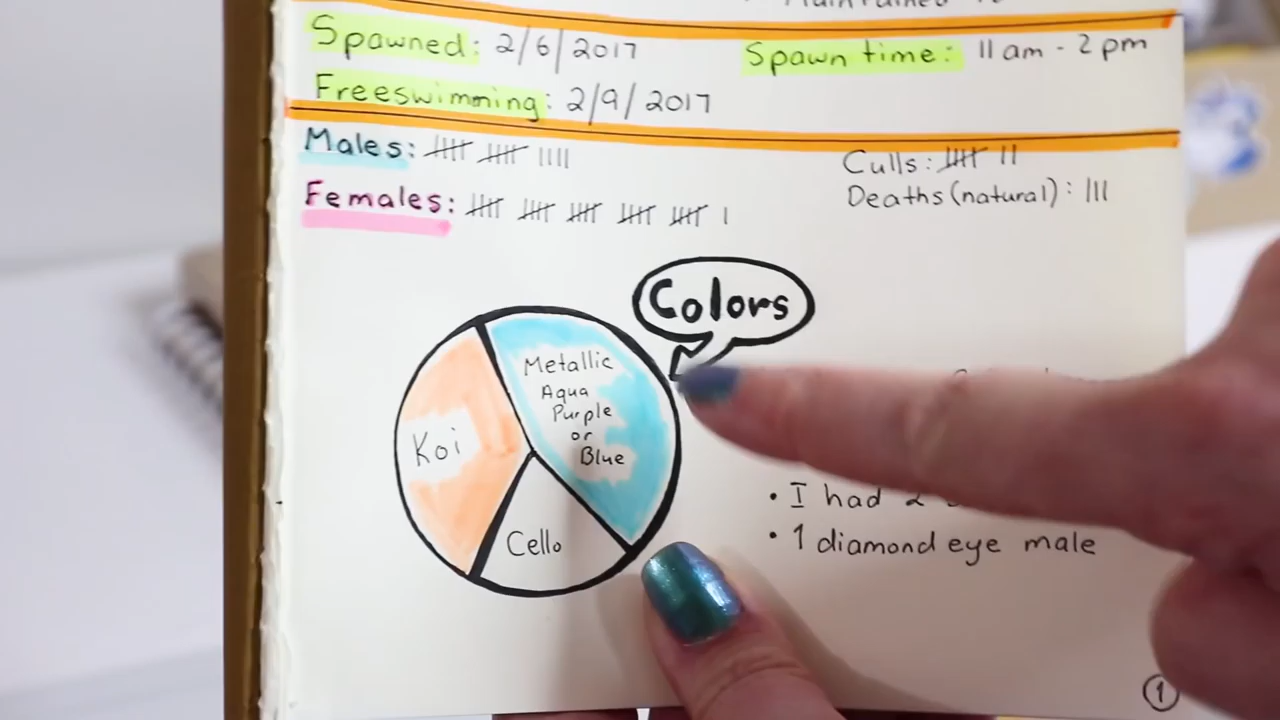 Maintained
Spawned: 2/6/2017
Spawn time: 11 am - 2 pm
Freeswimming: 2/9/2017
Males: 卌 卌 ||||
Culls: 卌 ||
Deaths (natural): |||
Females: 卌 卌 卌 卌 卌 |
Colors
Metallic
Aqua
Purple
or
Blue
Koi
Cello
• I had 2
• 1 diamond eye male
1